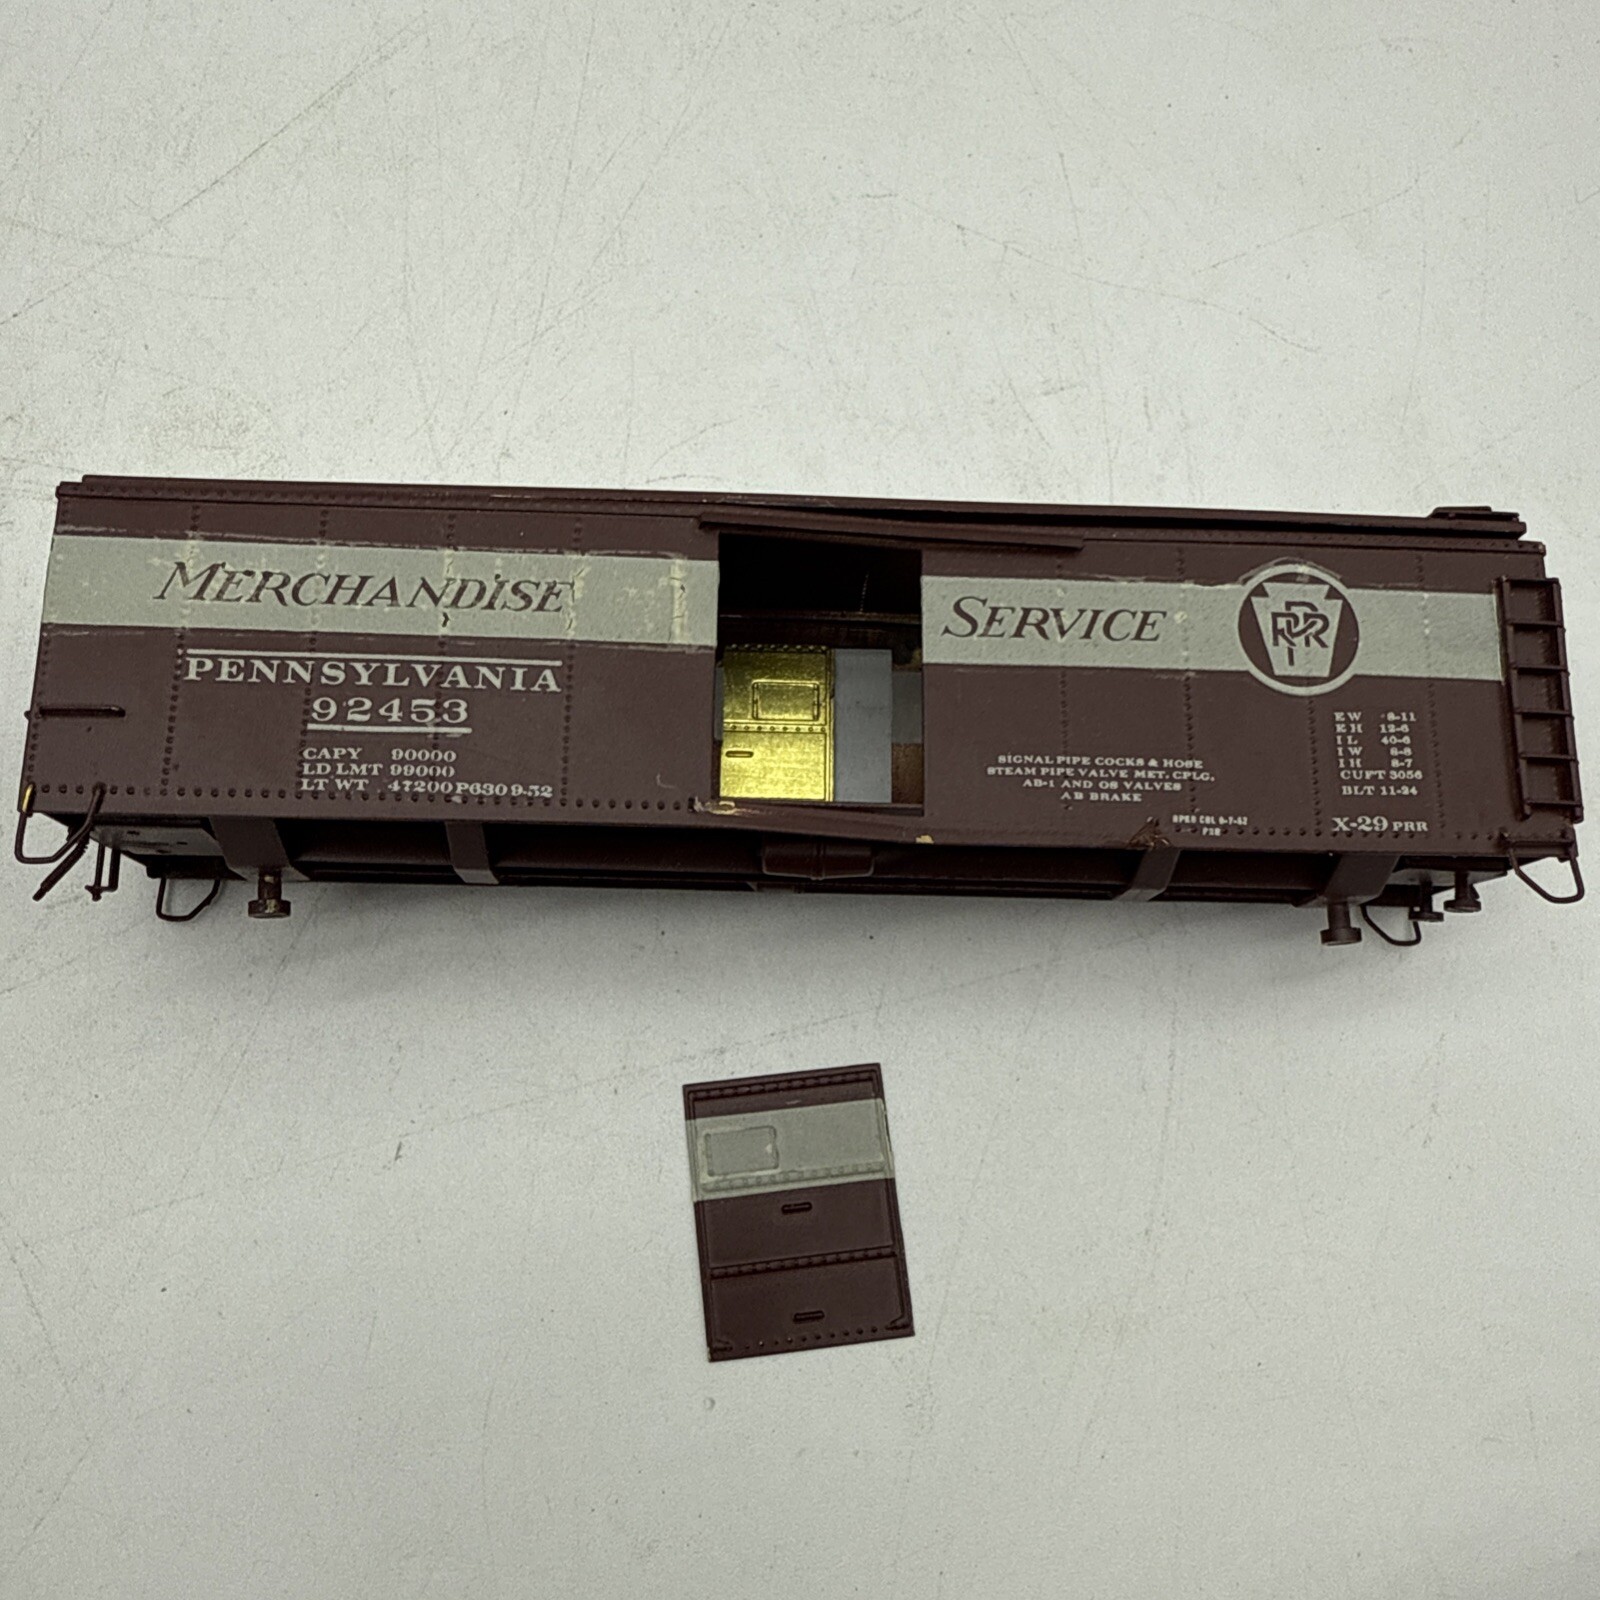 MERCHANDISE
SERVICE
PRR
PENNSYLVANIA
92453
CAPY 90000
LD LMT 99000
LT WT 47200 P630 9-52
SIGNAL PIPE COCKS & HOSE
STEAM PIPE VALVE MET. CPLG.
AB-1 AND OS VALVES
AB BRAKE
EW 8-11
EH 12-6
IL 40-6
IW 8-8
IH 8-7
CUFT 3056
BLT 11-24
X-29 PRR